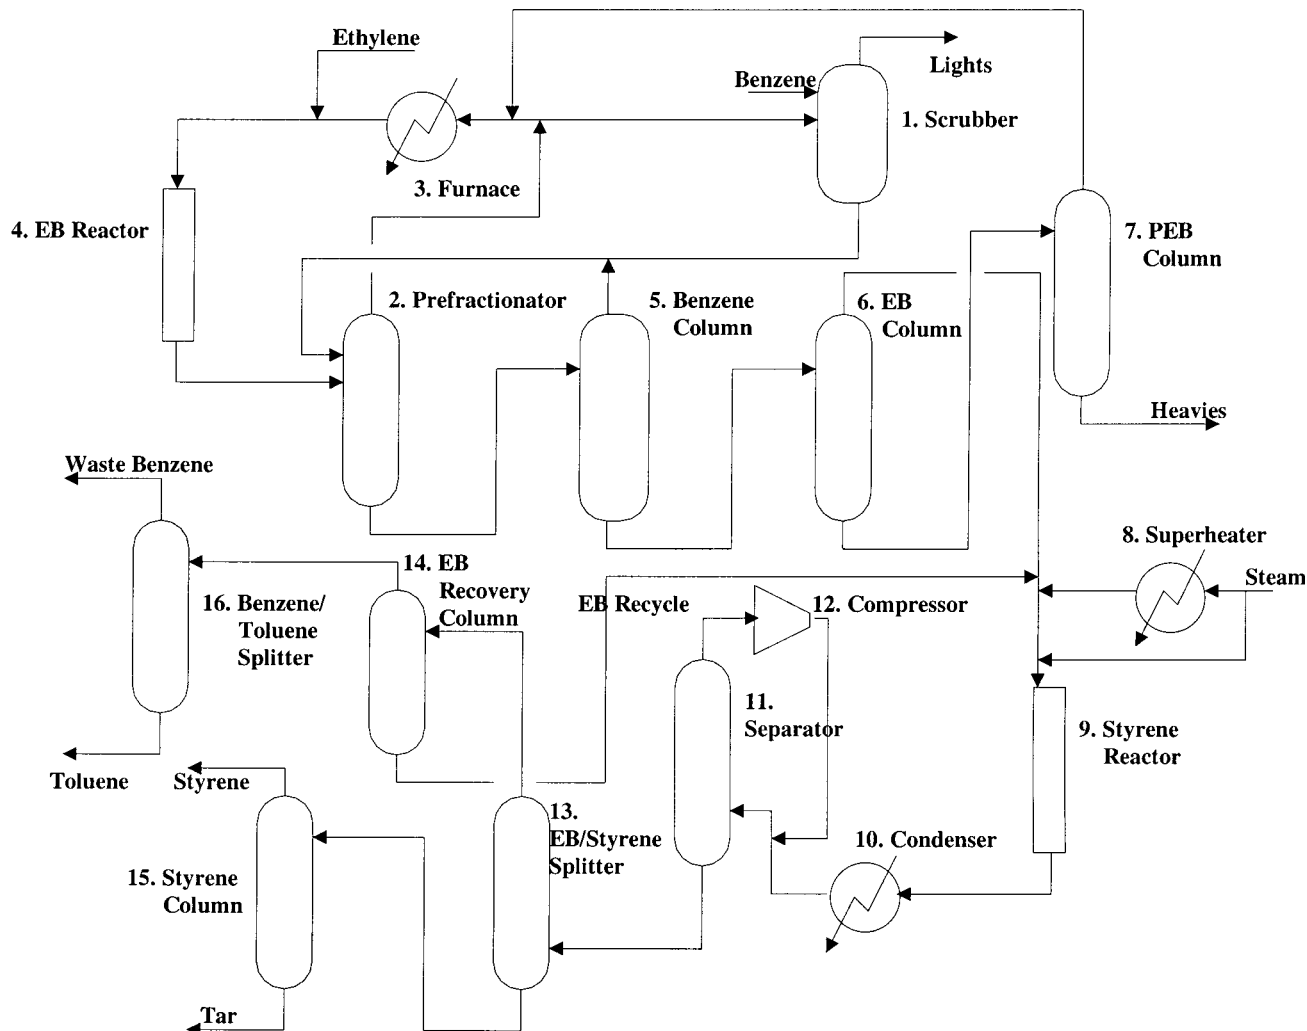 Ethylene
Benzene
Lights
1. Scrubber
3. Furnace
4. EB Reactor
7. PEB
Column
2. Prefractionator
5. Benzene
Column
6. EB
Column
Heavies
Waste Benzene
8. Superheater
Steam
14. EB
Recovery
Column
EB Recycle
12. Compressor
16. Benzene/
Toluene
Splitter
11.
Separator
9. Styrene
Reactor
Toluene
Styrene
13.
EB/Styrene
Splitter
10. Condenser
15. Styrene
Column
Tar